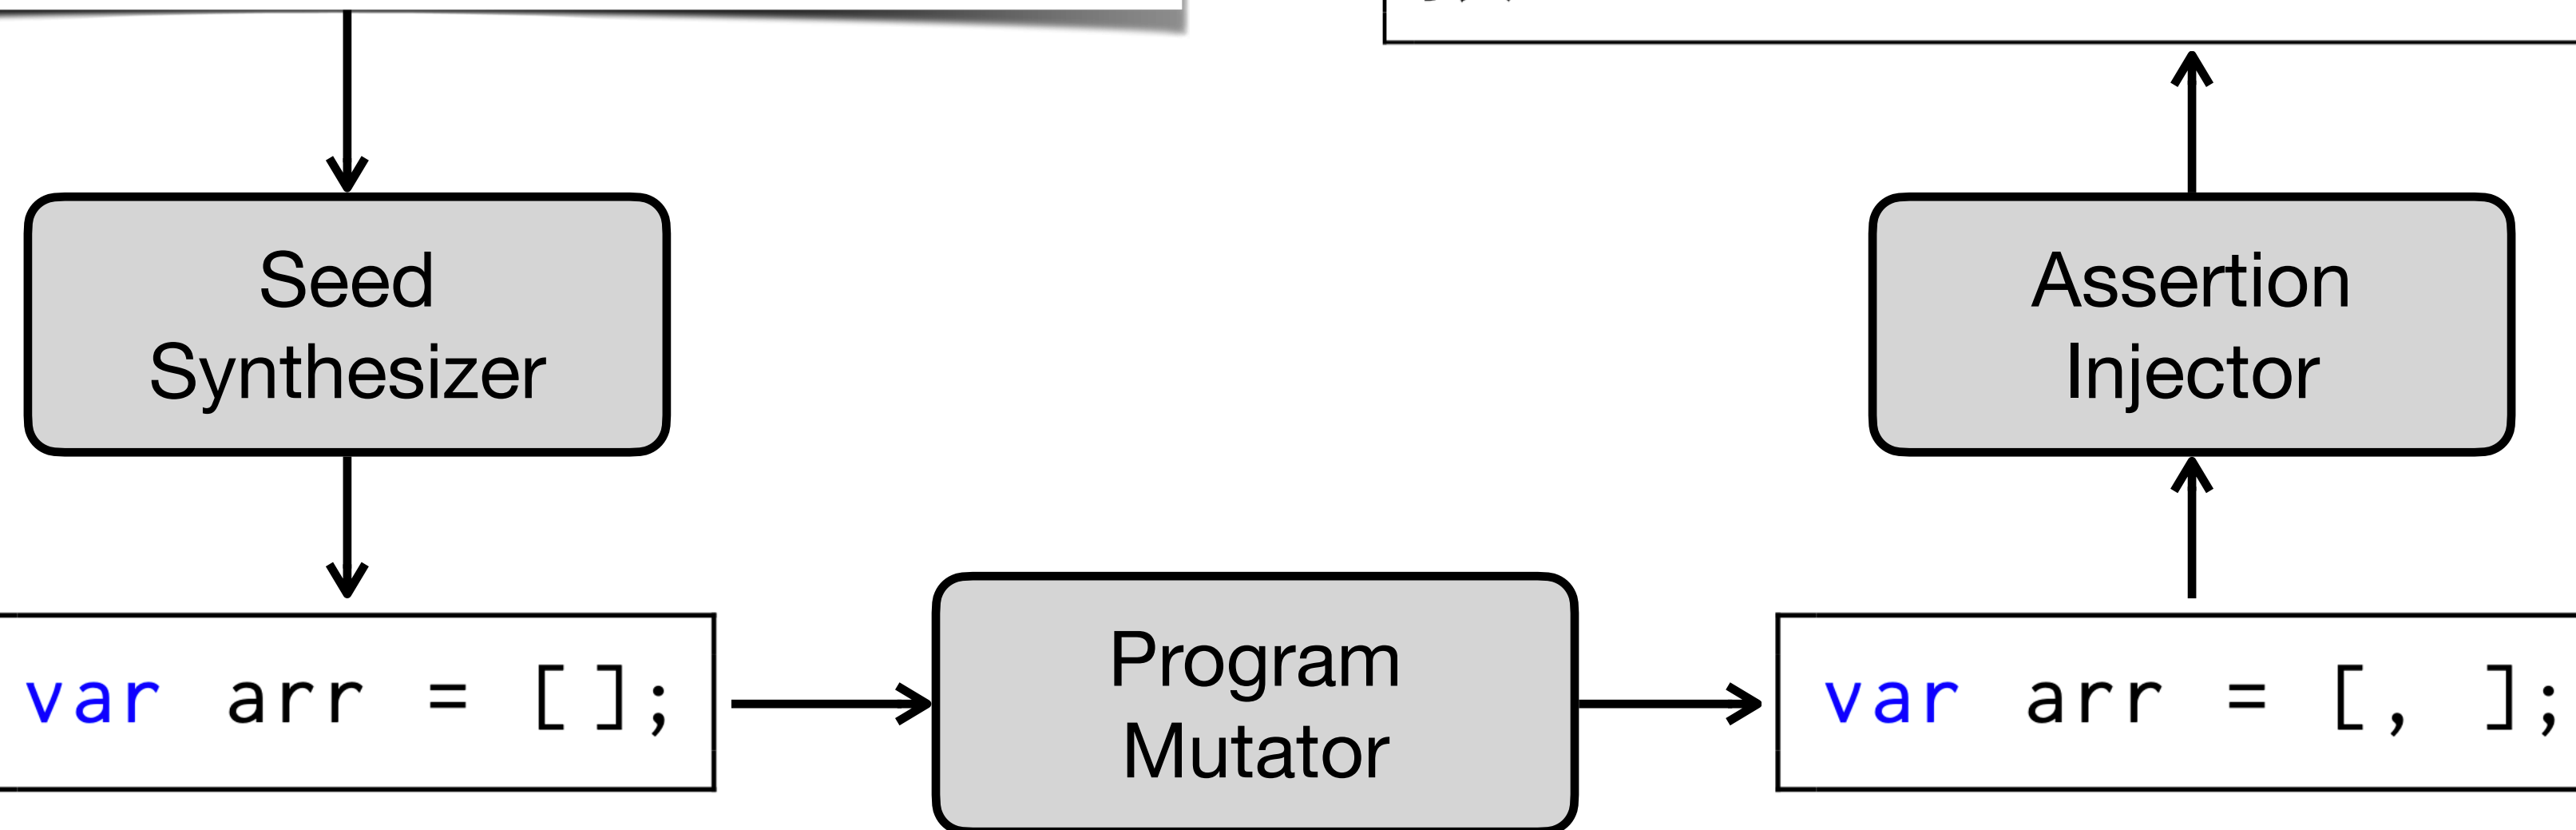 Seed
Synthesizer
Assertion
Injector
var arr = [];
Program
Mutator
var arr = [, ];